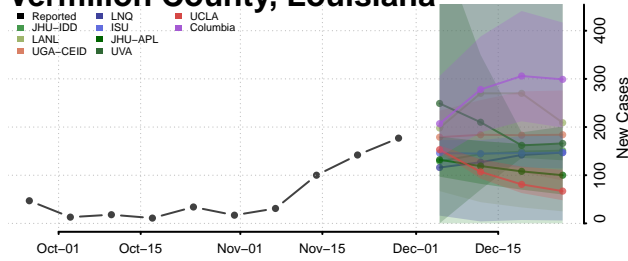 Vermilion County, Louisiana
Reported
JHU−IDD
LANL
UGA−CEID
LNQ
ISU
JHU−APL
UVA
UCLA
Columbia
400
300
200
100
0
New Cases
Oct−01
Oct−15
Nov−01
Nov−15
Dec−01
Dec−15